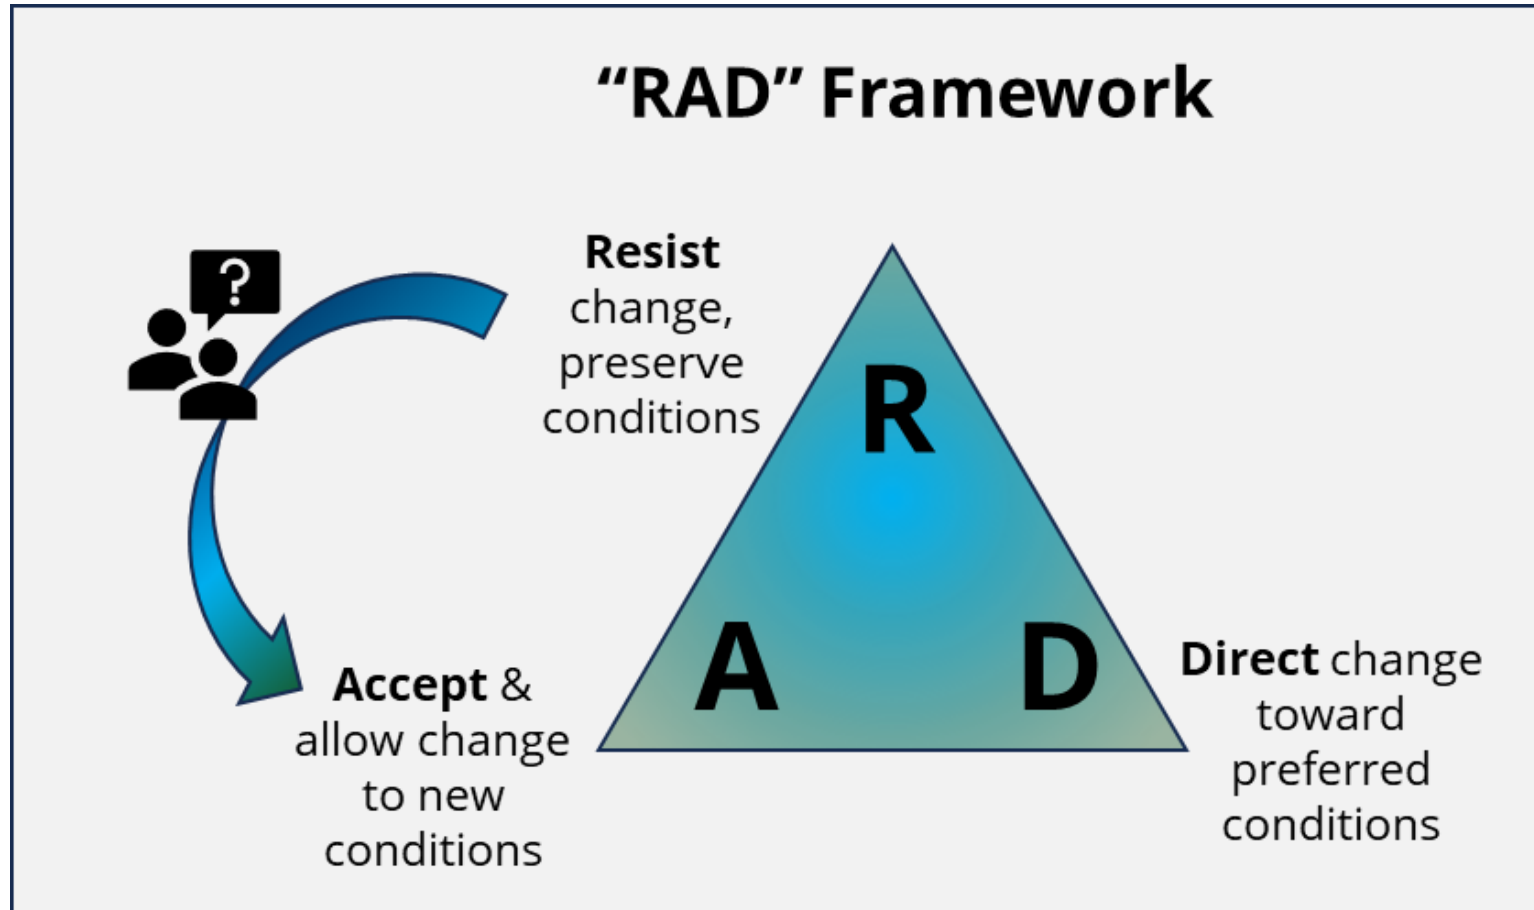 “RAD” Framework
?
Resist
change,
preserve
conditions
R
A
D
Accept &
allow change
to new
conditions
Direct change
toward
preferred
conditions